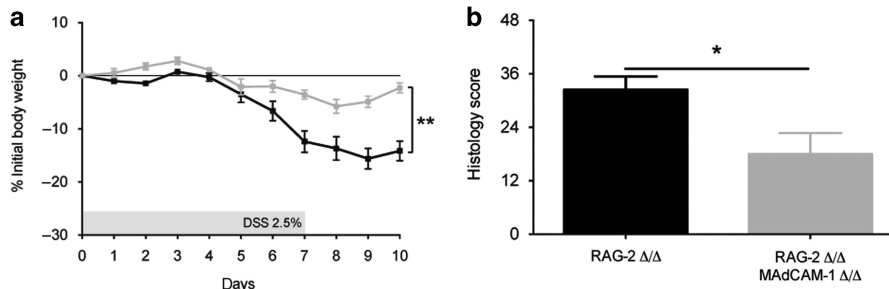 a
10
0
–10
–20
–30
% Initial body weight
**
DSS 2.5%
0 1 2 3 4 5 6 7 8 9 10
Days
b
48
36
24
12
0
Histology score
*
RAG-2 Δ/Δ
RAG-2 Δ/Δ
MAdCAM-1 Δ/Δ